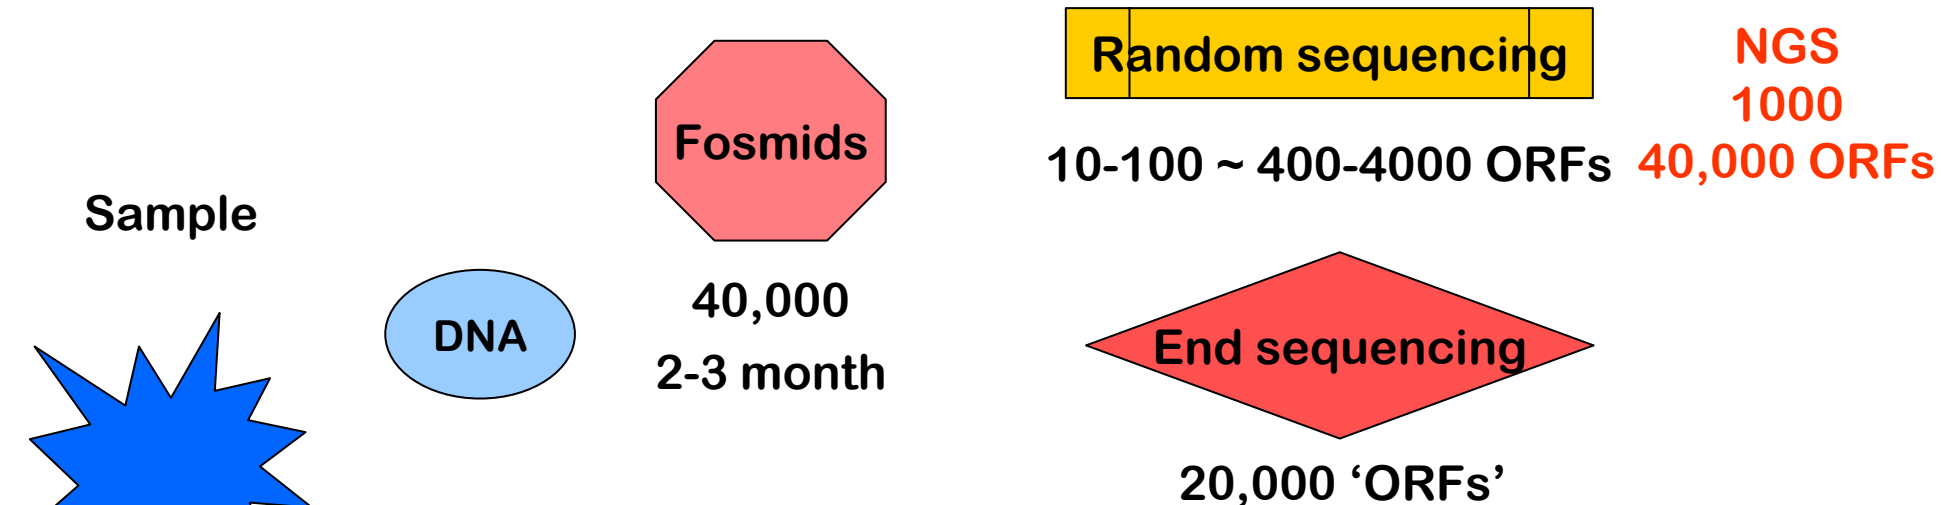 Sample
DNA
Fosmids
40,000
2-3 month
Random sequencing
10-100 ~ 400-4000 ORFs
NGS
1000
40,000 ORFs
End sequencing
20,000 ‘ORFs’